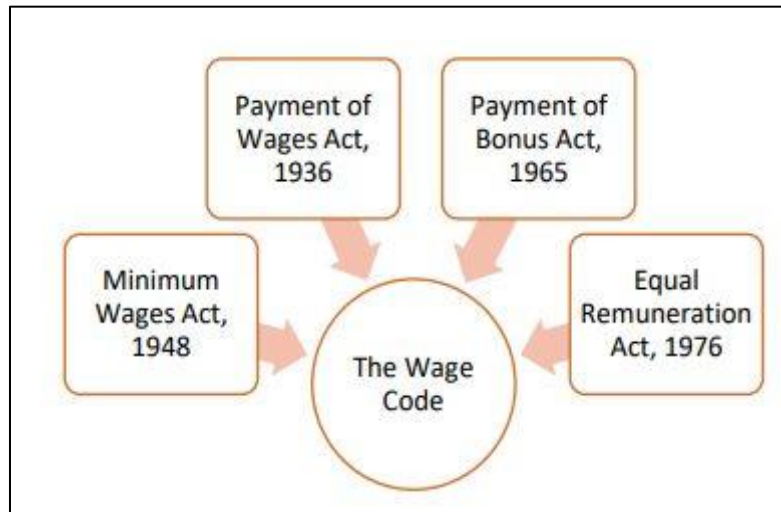 Payment of
Wages Act,
1936
Payment of
Bonus Act,
1965
Minimum
Wages Act,
1948
Equal
Remuneration
Act, 1976
The Wage
Code